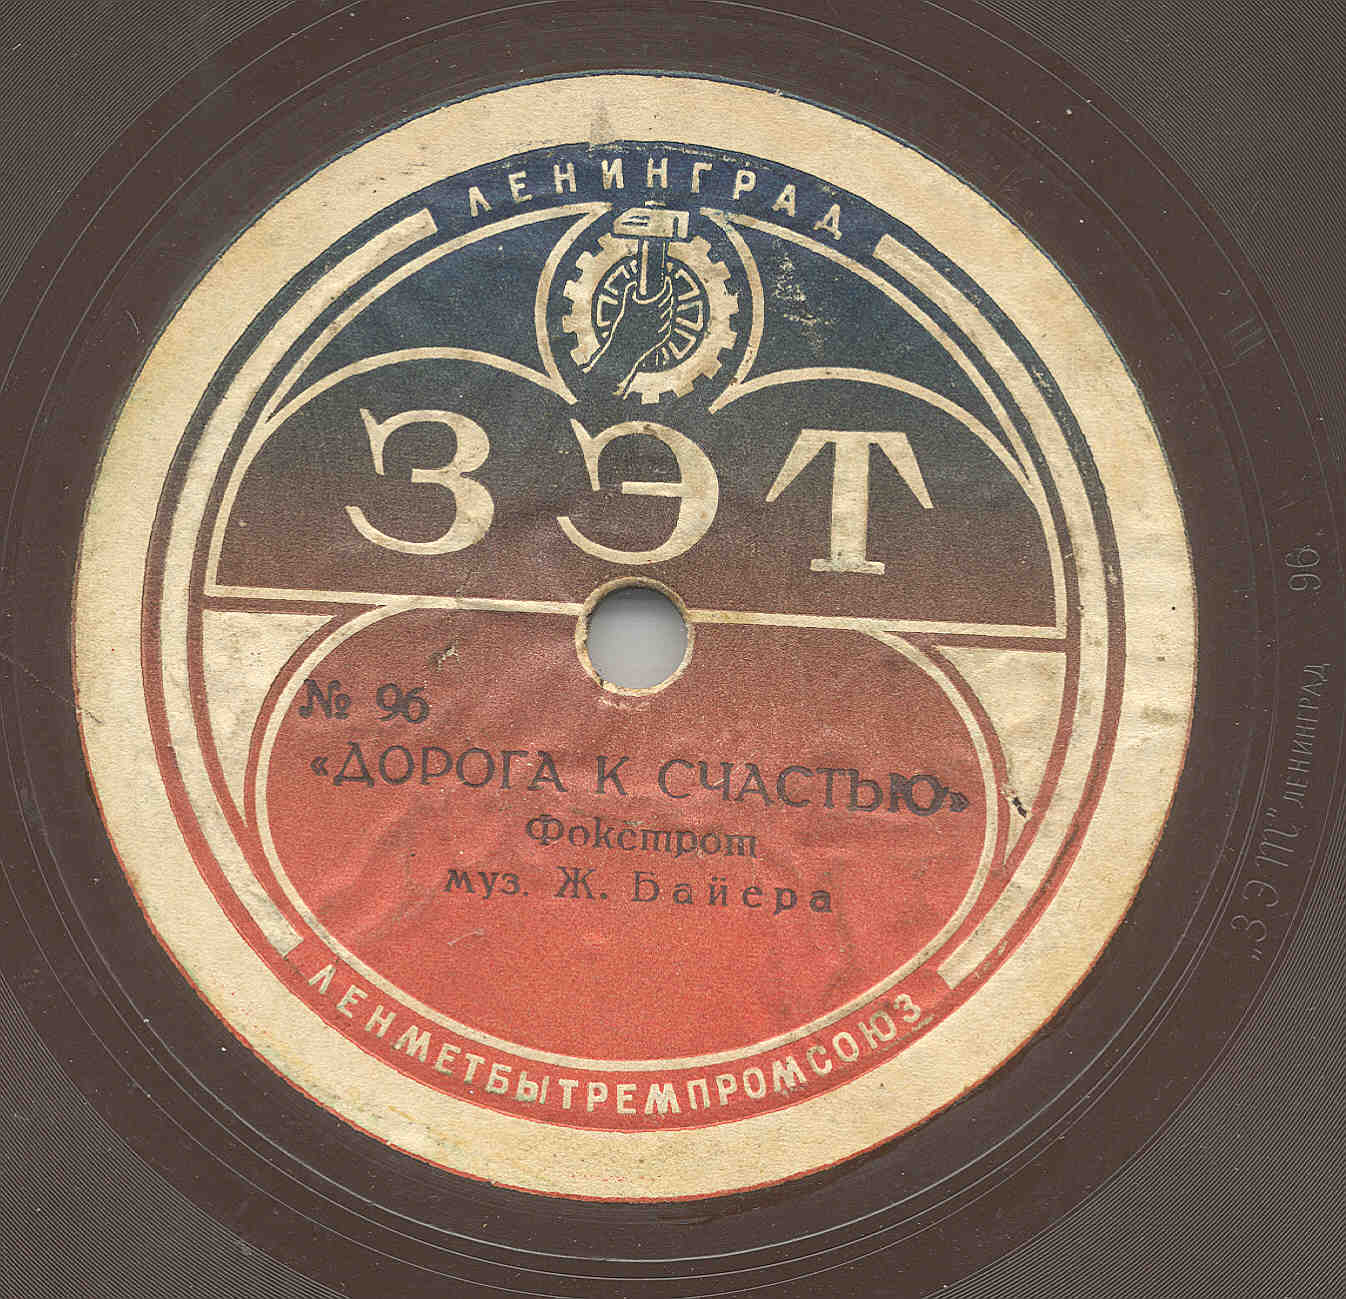 ЛЕНИНГРАД
ЗЭТ
№ 96
«ДОРОГА К СЧАСТЬЮ»
Фокстрот
муз. Ж. Байера
ЛЕНМЕТБЫТРЕМПРОМСОЮЗ
„ЗЭТ" ЛЕНИНГРАД 96